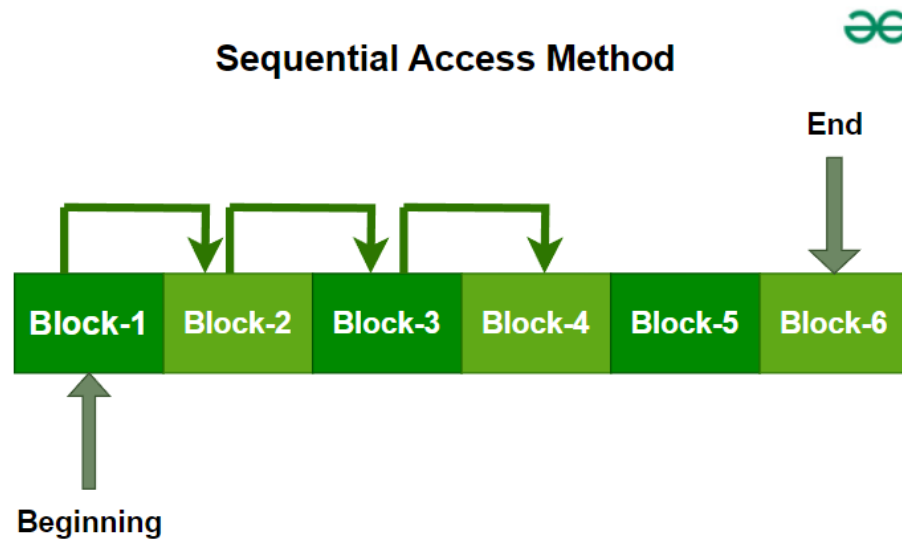 Sequential Access Method
End
Block-1 Block-2 Block-3 Block-4 Block-5 Block-6
Beginning